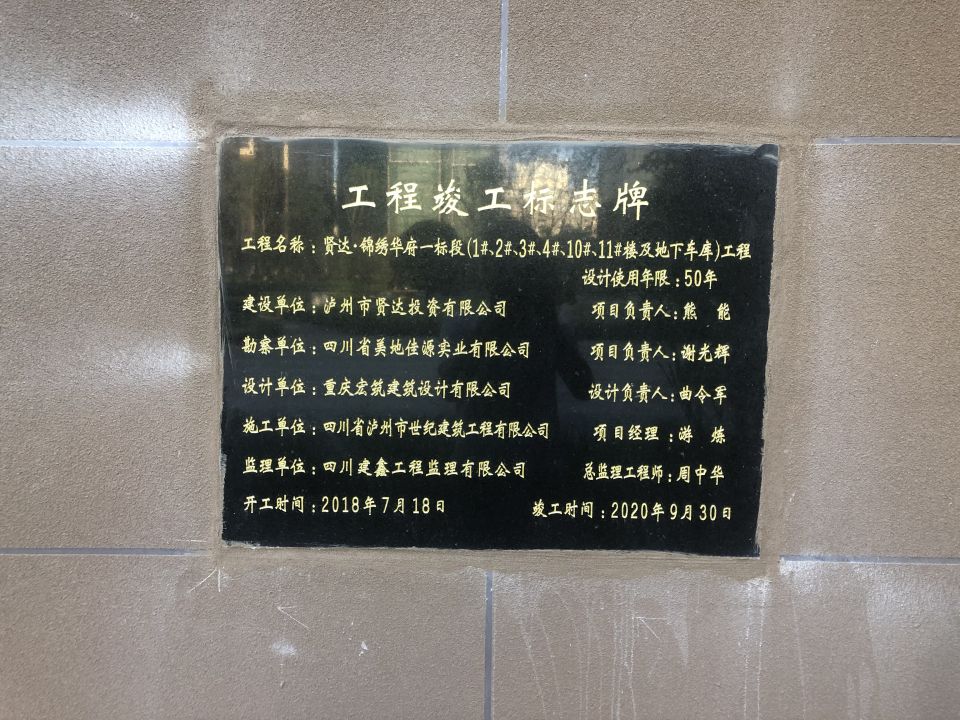 工程竣工标志牌
工程名称：贤达·锦绣华府一标段(1#、2#、3#、4#、10#、11#楼及地下车库)工程
设计使用年限：50年
建设单位：泸州市贤达投资有限公司 项目负责人：熊 能
勘察单位：四川省美地佳源实业有限公司 项目负责人：谢光辉
设计单位：重庆宏筑建筑设计有限公司 设计负责人：曲令军
施工单位：四川省泸州市世纪建筑工程有限公司 项目经理：游 炼
监理单位：四川建鑫工程监理有限公司 总监理工程师：周中华
开工时间：2018年7月18日 竣工时间：2020年9月30日